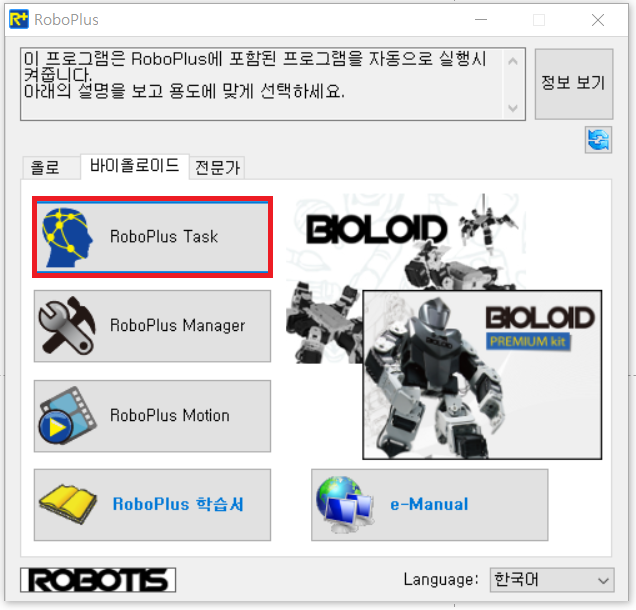 R+ RoboPlus
이 프로그램은 RoboPlus에 포함된 프로그램을 자동으로 실행시
켜줍니다.
아래의 설명을 보고 용도에 맞게 선택하세요.
정보 보기
올로
바이올로이드
전문가
RoboPlus Task
BIOLOID
RoboPlus Manager
BIOLOID
PREMIUM kit
BIOLOID
RoboPlus Motion
RoboPlus 학습서
e-Manual
ROBOTIS
Language: 한국어